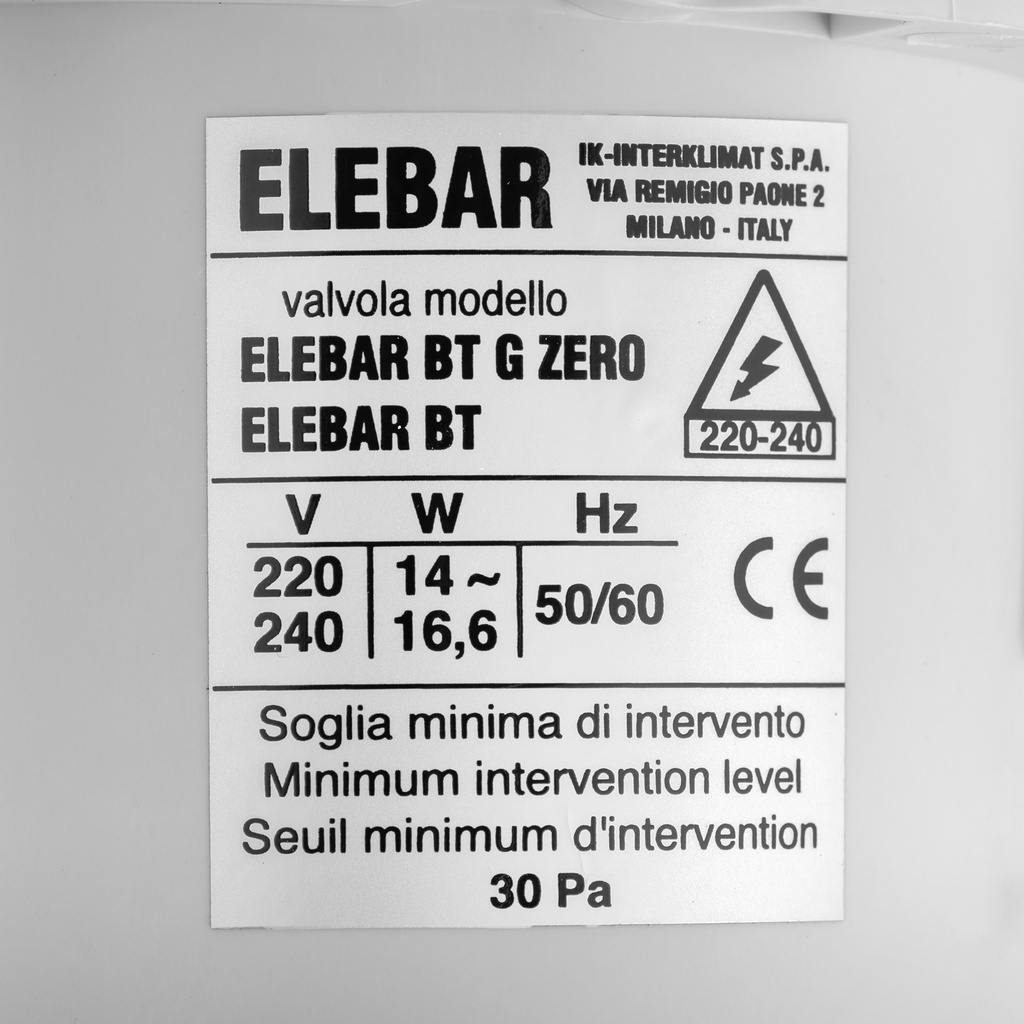 ELEBAR
IK-INTERKLIMAT S.P.A.
VIA REMIGIO PAONE 2
MILANO - ITALY
valvola modello
ELEBAR BT G ZERO
ELEBAR BT
220-240
V W Hz
220 14 ~
240 16,6
50/60
CE
Soglia minima di intervento
Minimum intervention level
Seuil minimum d'intervention
30 Pa